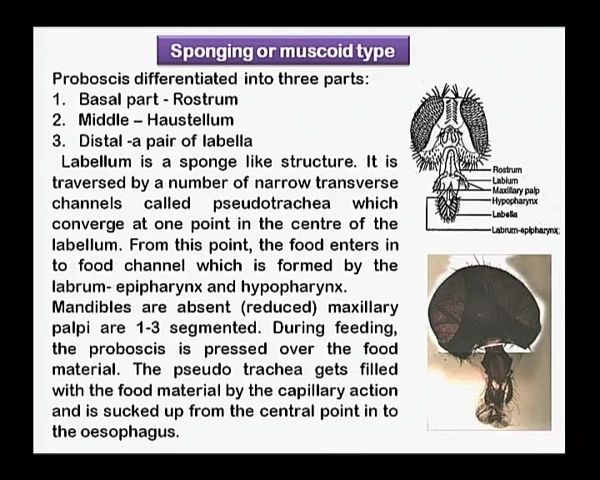 Sponging or muscoid type
Proboscis differentiated into three parts:
1. Basal part - Rostrum
2. Middle – Haustellum
3. Distal -a pair of labella
Labellum is a sponge like structure. It is
traversed by a number of narrow transverse
channels called pseudotrachea which
converge at one point in the centre of the
labellum. From this point, the food enters in
to food channel which is formed by the
labrum- epipharynx and hypopharynx.
Mandibles are absent (reduced) maxillary
palpi are 1-3 segmented. During feeding,
the proboscis is pressed over the food
material. The pseudo trachea gets filled
with the food material by the capillary action
and is sucked up from the central point in to
the oesophagus.
Rostrum
Labium
Maxillary palp
Hypopharynx
Labella
Labrum-epipharynx;